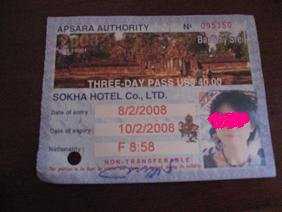 APSARA AUTHORITY
Nº 095350
2008
THREE-DAY PASS US$ 40.00
SOKHA HOTEL Co., LTD.
Date of entry : 8/2/2008
Date of expiry : 10/2/2008
Nationality : F 8:58
NON-TRANSFERABLE